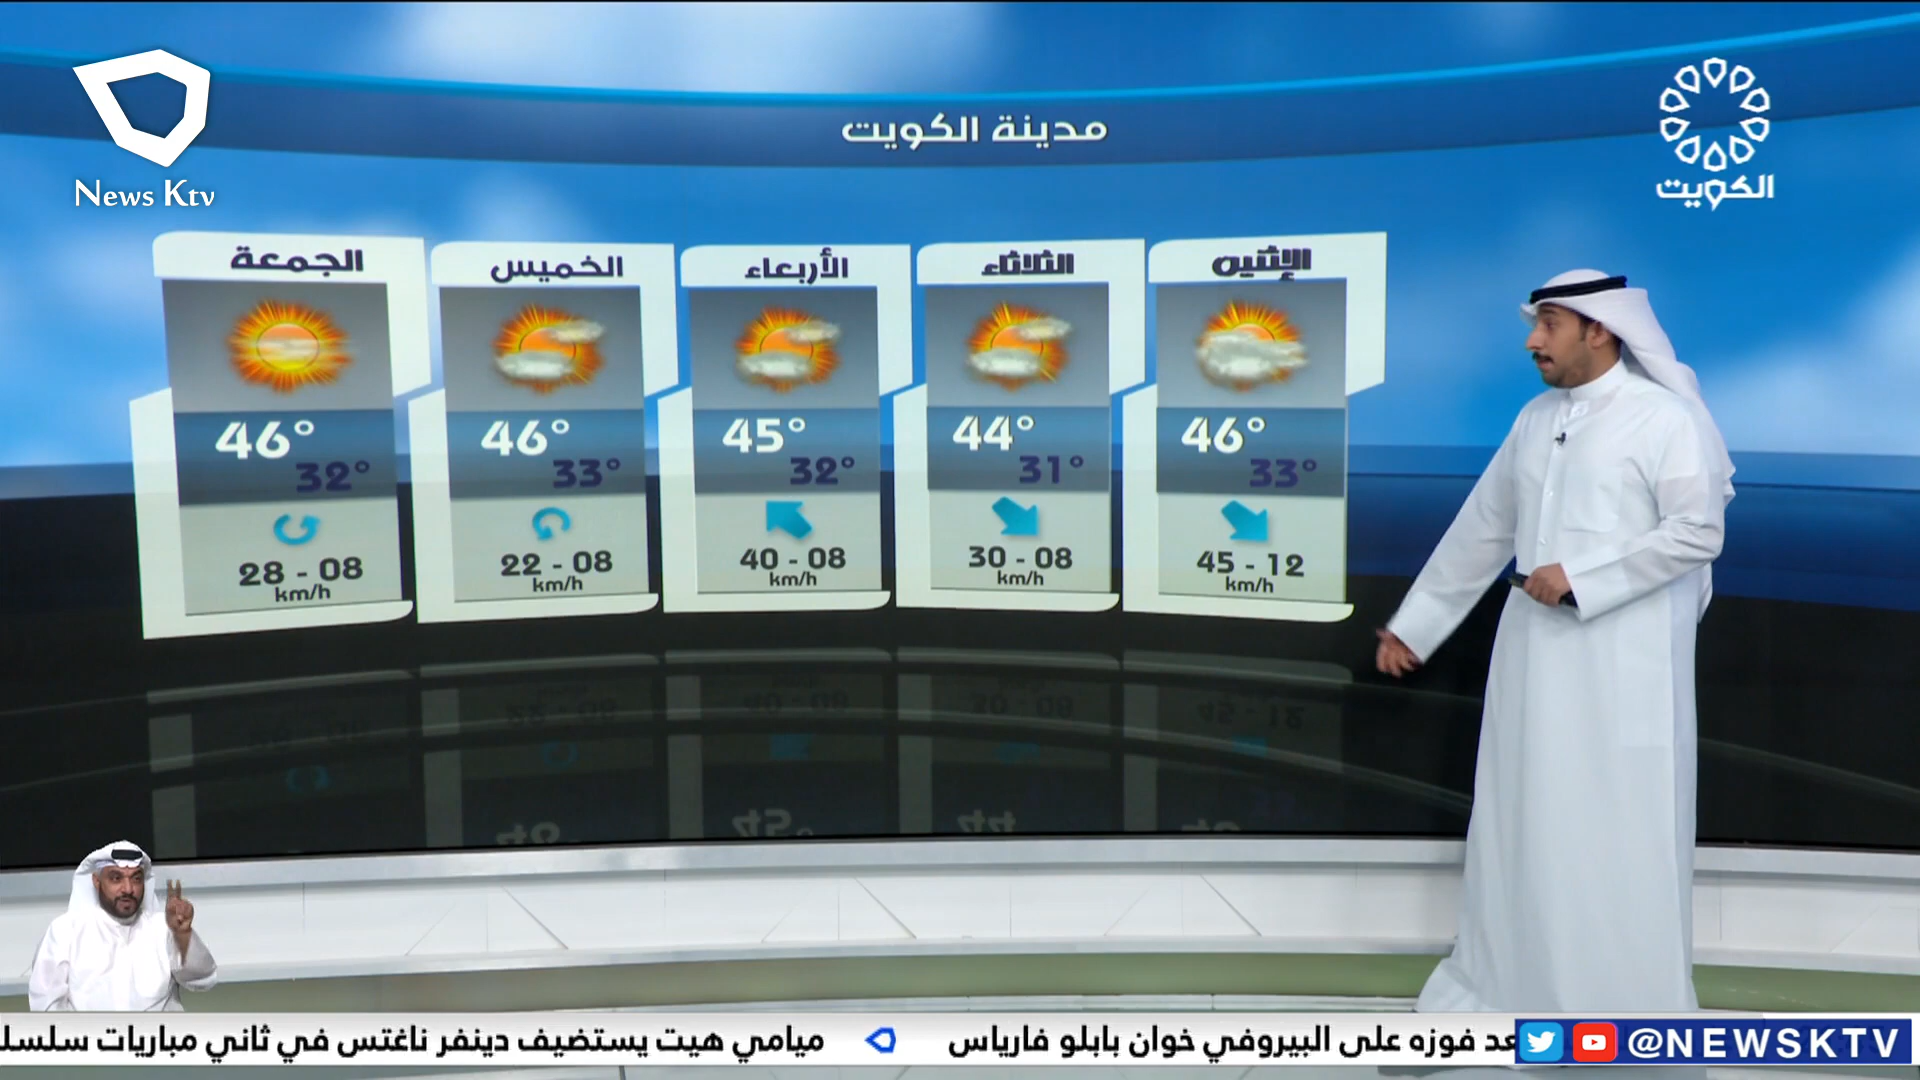 News Ktv
الكويت
مدينة الكويت
الإثنين
46°
33°
45 - 12
km/h
الثلاثاء
44°
31°
30 - 08
km/h
الأربعاء
45°
32°
40 - 08
km/h
الخميس
46°
33°
22 - 08
km/h
الجمعة
46°
32°
28 - 08
km/h
عد فوزه على البيروفي خوان بابلو فارياس
ميامي هيت يستضيف دينفر ناغتس في ثاني مباريات سلسل
@NEWSKTV